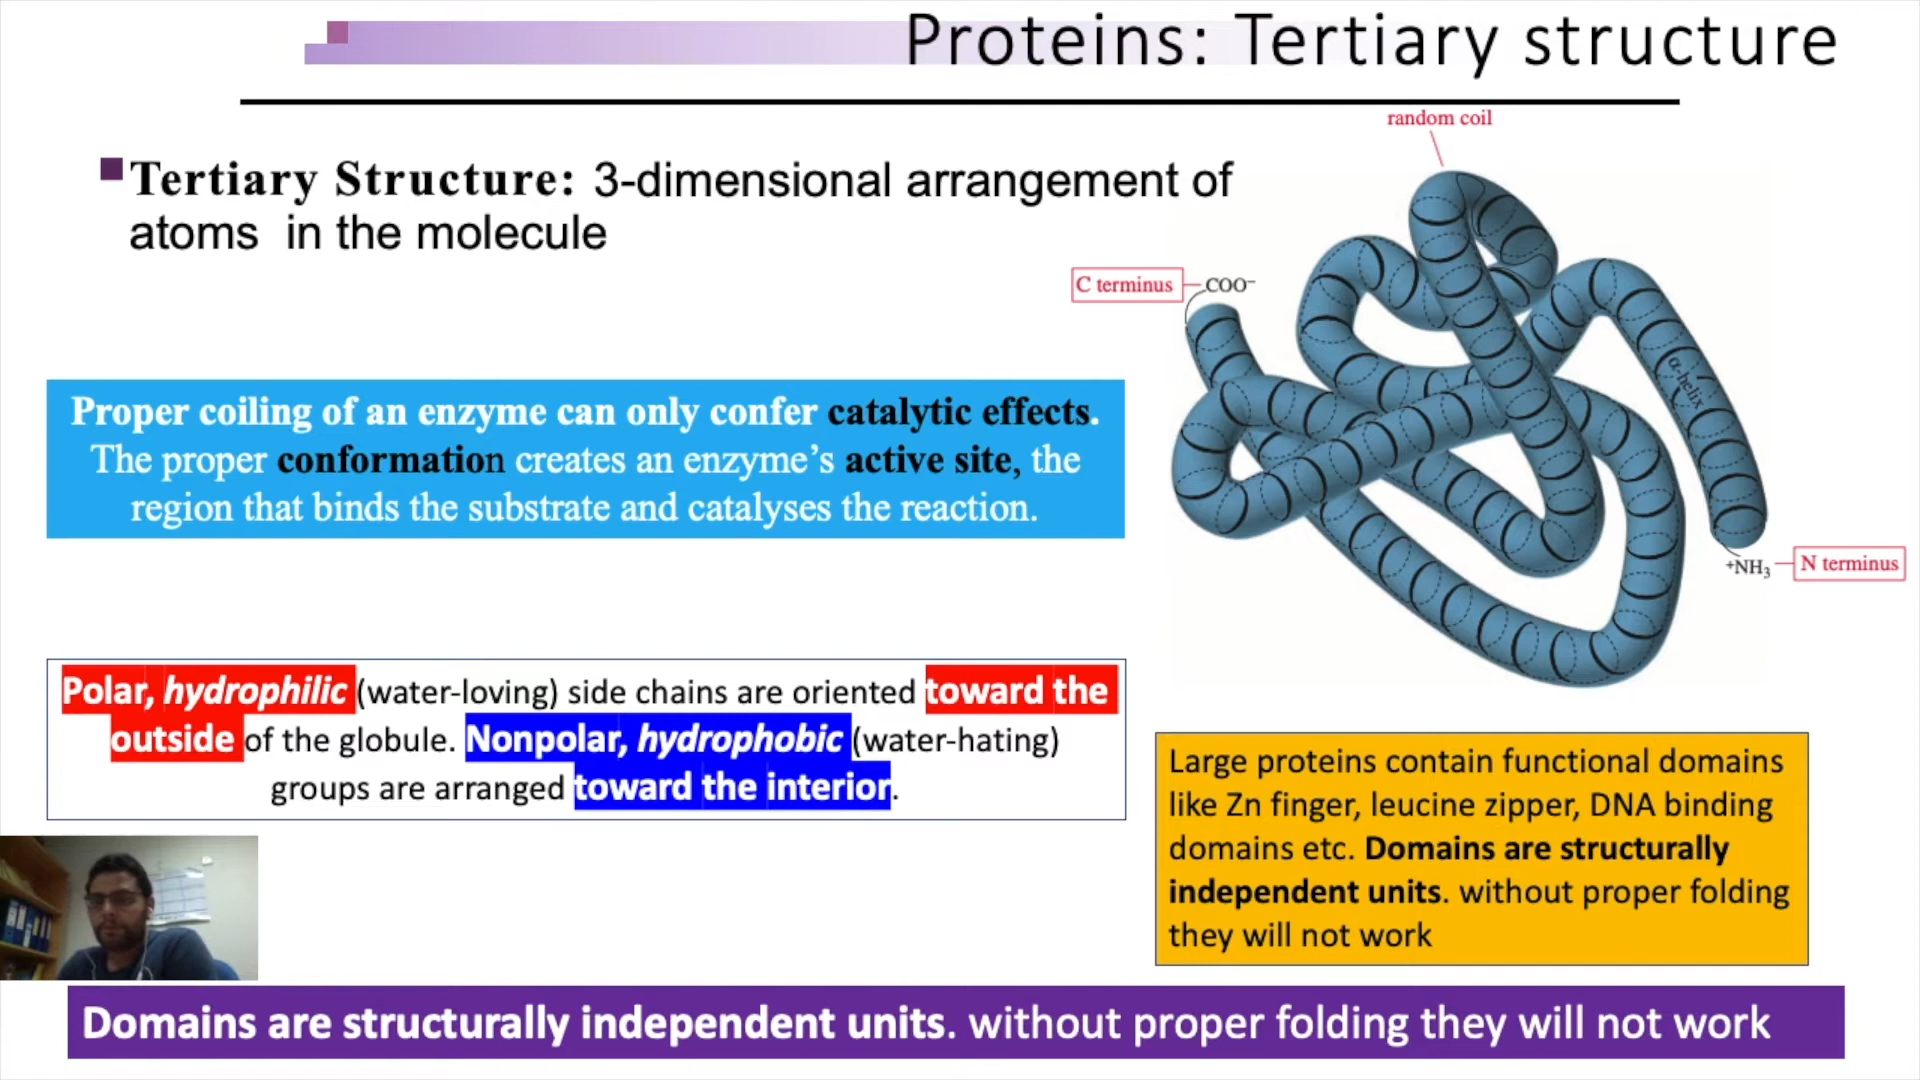 Proteins: Tertiary structure
Tertiary Structure: 3-dimensional arrangement of
atoms in the molecule
random coil
C terminus
COO⁻
α-helix
⁺NH₃
N terminus
Proper coiling of an enzyme can only confer catalytic effects.
The proper conformation creates an enzyme’s active site, the
region that binds the substrate and catalyses the reaction.
Polar, hydrophilic (water-loving) side chains are oriented toward the
outside of the globule. Nonpolar, hydrophobic (water-hating)
groups are arranged toward the interior.
Large proteins contain functional domains
like Zn finger, leucine zipper, DNA binding
domains etc. Domains are structurally
independent units. without proper folding
they will not work
Domains are structurally independent units. without proper folding they will not work